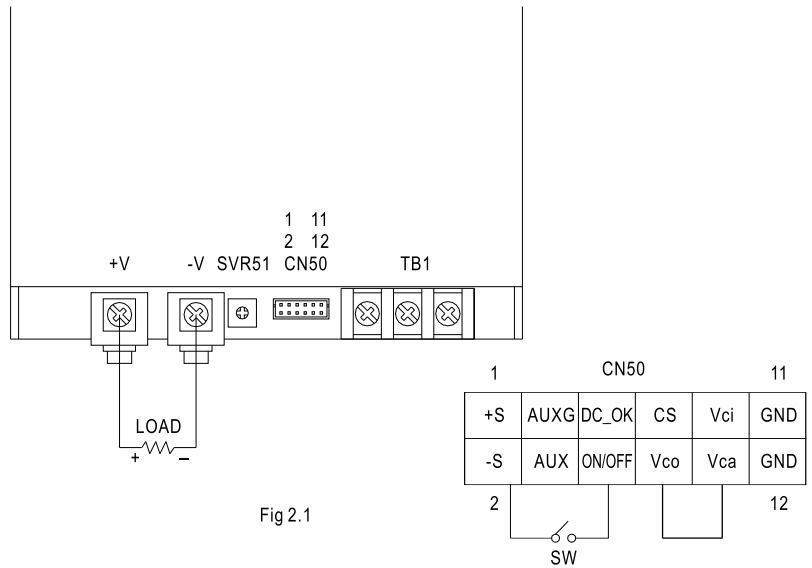 1 11
2 12
+V -V SVR51 CN50 TB1
LOAD
+ –
1 CN50 11
+S AUXG DC_OK CS Vci GND
-S AUX ON/OFF Vco Vca GND
2 12
SW
Fig 2.1